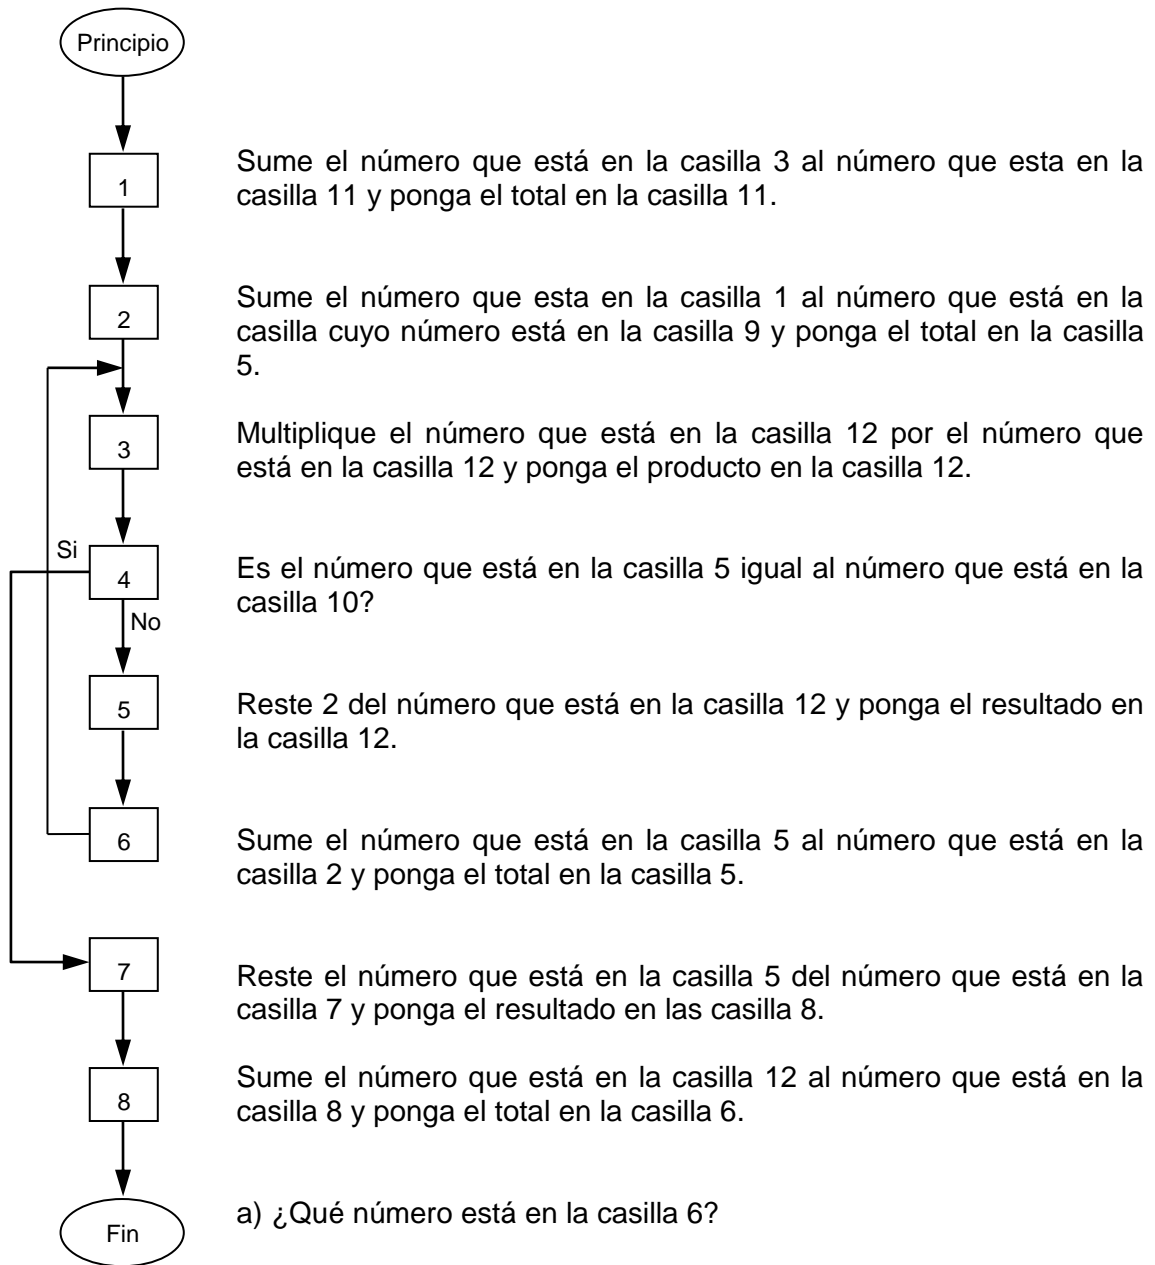 Principio
1
Sume el número que está en la casilla 3 al número que esta en la
casilla 11 y ponga el total en la casilla 11.
2
Sume el número que esta en la casilla 1 al número que está en la
casilla cuyo número está en la casilla 9 y ponga el total en la casilla
5.
3
Multiplique el número que está en la casilla 12 por el número que
está en la casilla 12 y ponga el producto en la casilla 12.
Si
4
Es el número que está en la casilla 5 igual al número que está en la
casilla 10?
No
5
Reste 2 del número que está en la casilla 12 y ponga el resultado en
la casilla 12.
6
Sume el número que está en la casilla 5 al número que está en la
casilla 2 y ponga el total en la casilla 5.
7
Reste el número que está en la casilla 5 del número que está en la
casilla 7 y ponga el resultado en las casilla 8.
8
Sume el número que está en la casilla 12 al número que está en la
casilla 8 y ponga el total en la casilla 6.
Fin
a) ¿Qué número está en la casilla 6?